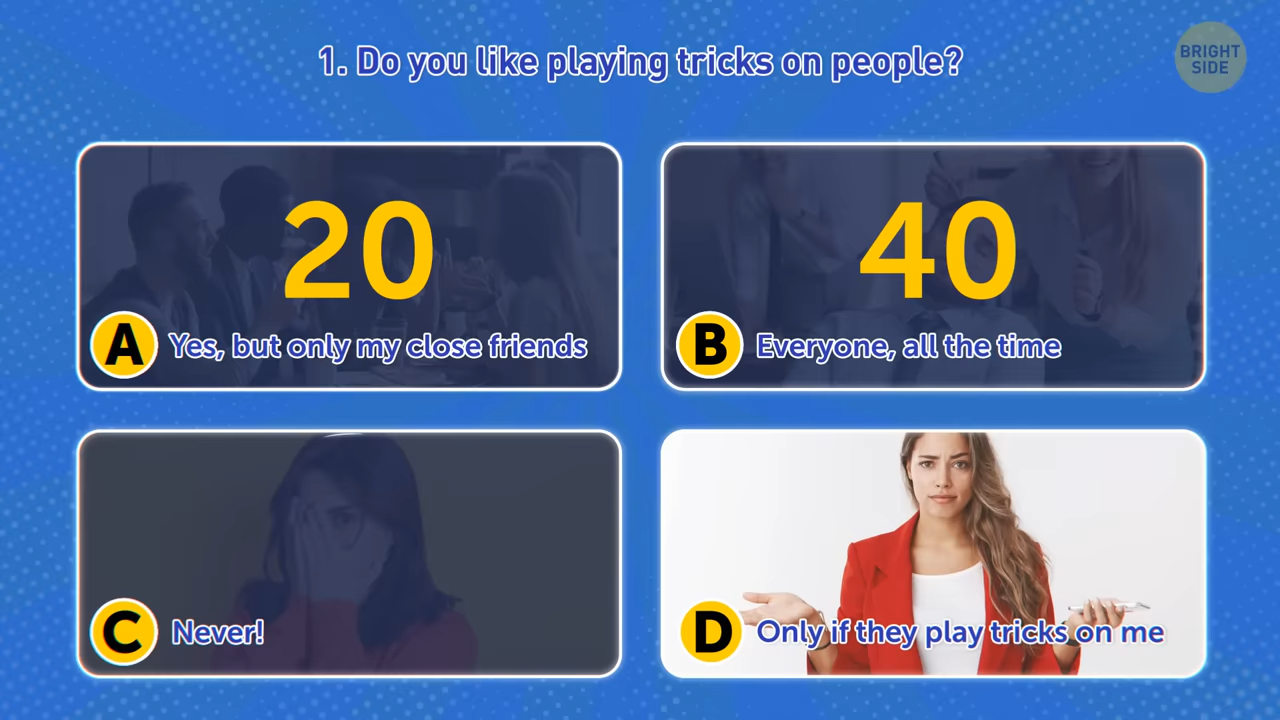 1. Do you like playing tricks on people?
BRIGHT
SIDE
20
A Yes, but only my close friends
40
B Everyone, all the time
C Never!
D Only if they play tricks on me